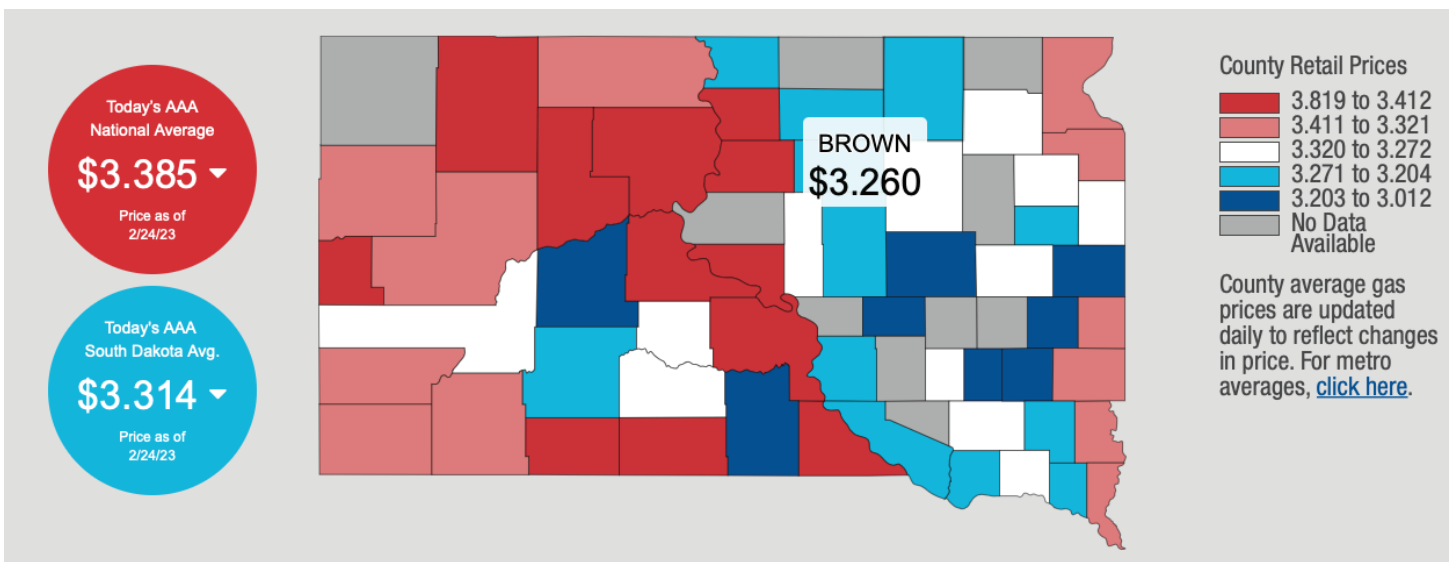 Today's AAA
National Average
$3.385
Price as of
2/24/23
Today's AAA
South Dakota Avg.
$3.314
Price as of
2/24/23
BROWN
$3.260
County Retail Prices
3.819 to 3.412
3.411 to 3.321
3.320 to 3.272
3.271 to 3.204
3.203 to 3.012
No Data
Available
County average gas
prices are updated
daily to reflect changes
in price. For metro
averages, click here.